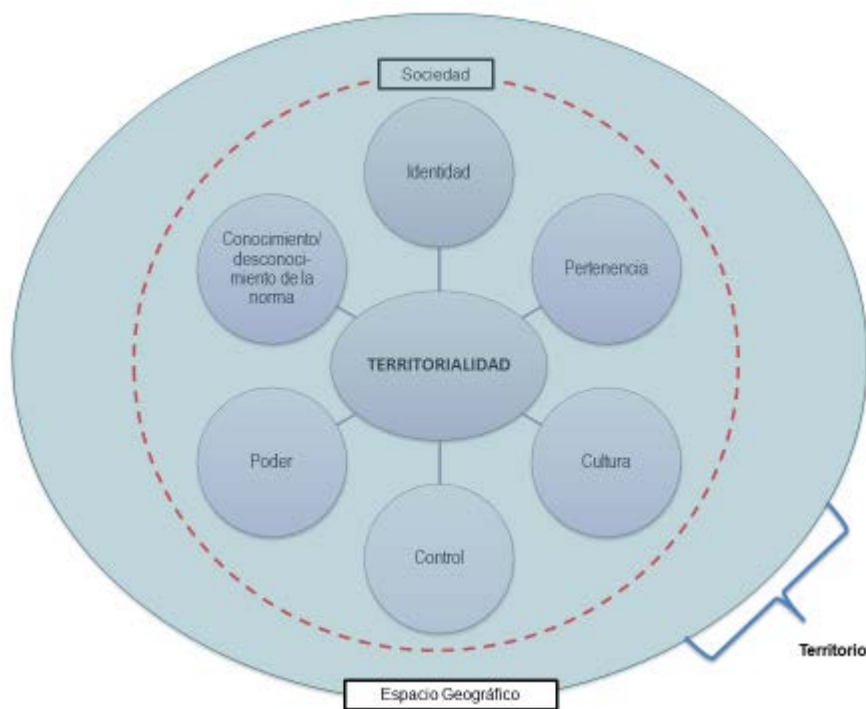 Sociedad
Identidad
Conocimiento/
desconoci-
miento de la
norma
Pertenencia
TERRITORIALIDAD
Poder
Cultura
Control
Territorio
Espacio Geográfico